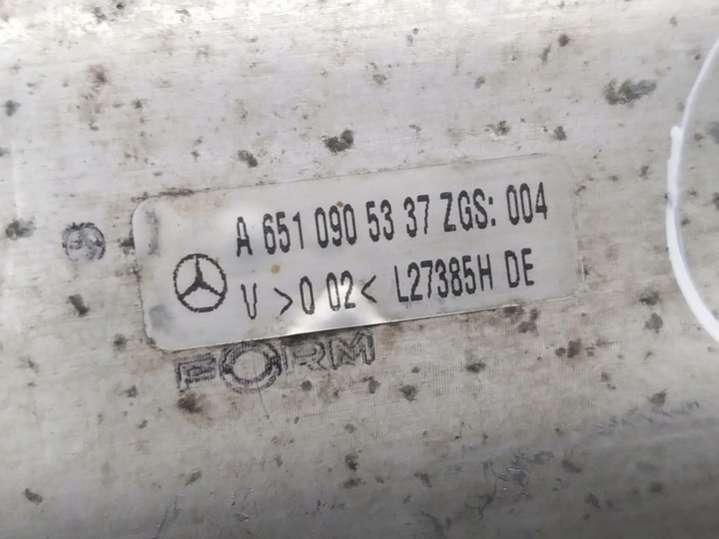 A 651 090 53 37 ZGS: 004
V >0 02< L27385H DE
FORM